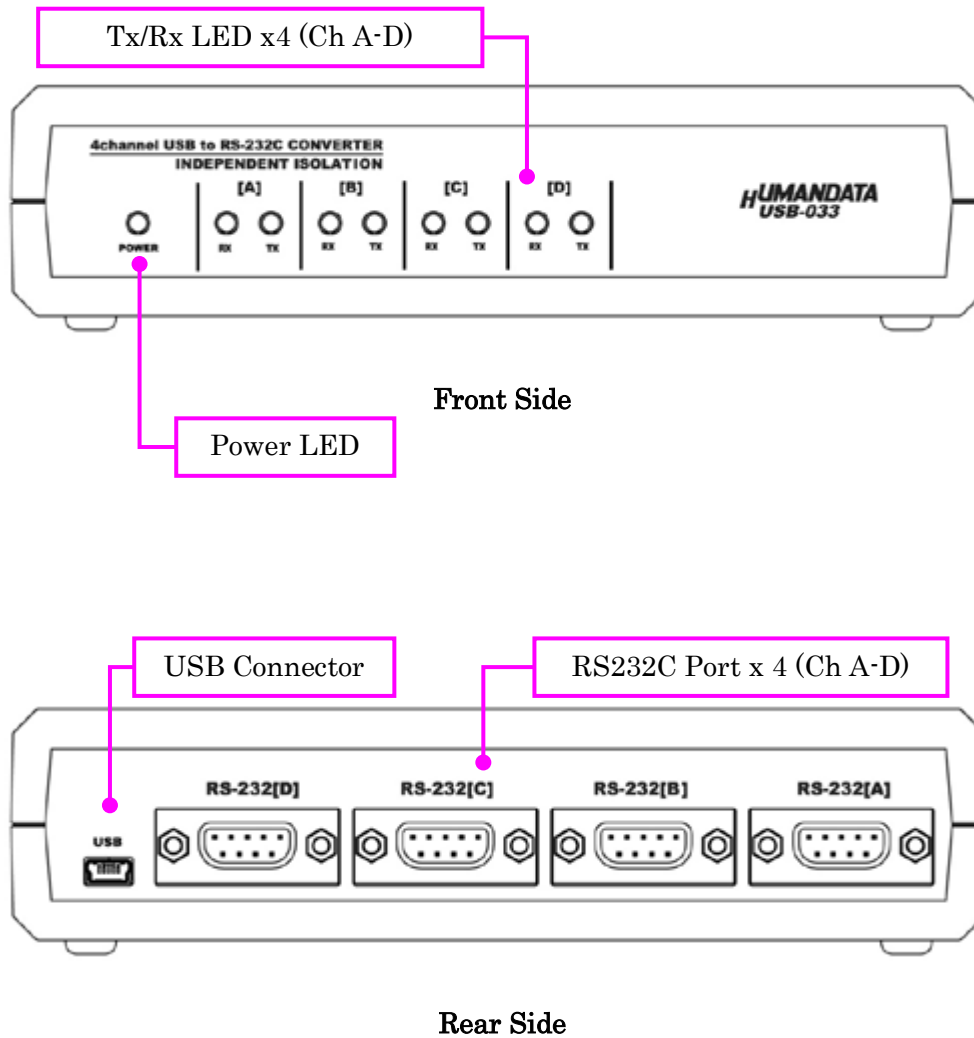 Tx/Rx LED x4 (Ch A-D)
4channel USB to RS-232C CONVERTER
INDEPENDENT ISOLATION
[A] [B] [C] [D]
HUMANDATA
USB-033
POWER RX TX RX TX RX TX RX TX
Front Side
Power LED
USB Connector
RS232C Port x 4 (Ch A-D)
RS-232[D] RS-232[C] RS-232[B] RS-232[A]
USB
Rear Side